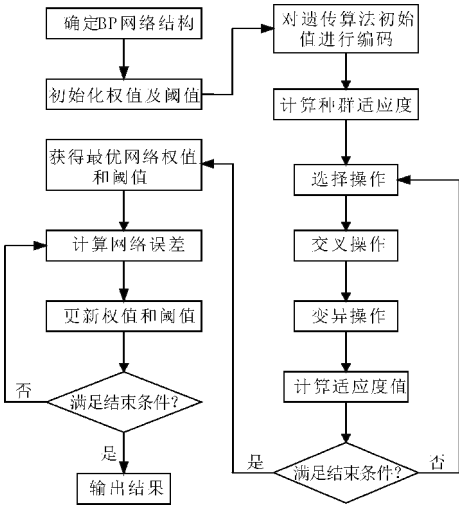 确定BP网络结构
初始化权值及阈值
对遗传算法初始
值进行编码
计算种群适应度
选择操作
交叉操作
变异操作
计算适应度值
满足结束条件?
是
否
获得最优网络权值
和阈值
计算网络误差
更新权值和阈值
满足结束条件?
否
是
输出结果